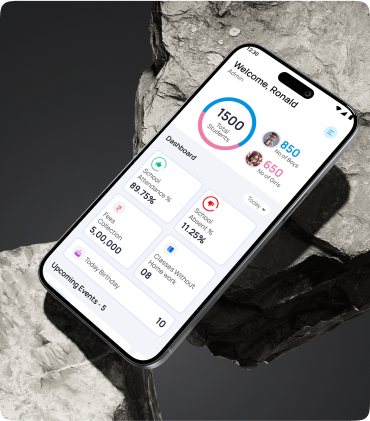 12:30
Welcome, Ronald
Admin
1500
Total
Students
850
No of Boys
650
No of Girls
Dashboard
Today
School
Attendance %
89.75%
School
Absent %
11.25%
Fees
Collection
5,00,000
Classes Without
Home work
08
Today Birthday
10
Upcoming Events - 5